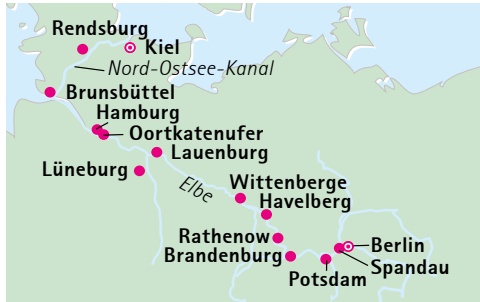 Rendsburg
Kiel
Nord-Ostsee-Kanal
Brunsbüttel
Hamburg
Oortkatenufer
Lauenburg
Lüneburg
Elbe
Wittenberge
Havelberg
Rathenow
Brandenburg
Berlin
Spandau
Potsdam